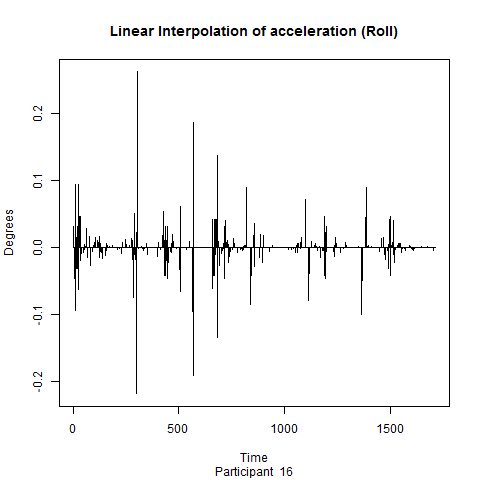 Linear Interpolation of acceleration (Roll)
Degrees
0.2
0.1
0.0
-0.1
-0.2
0 500 1000 1500
Time
Participant 16